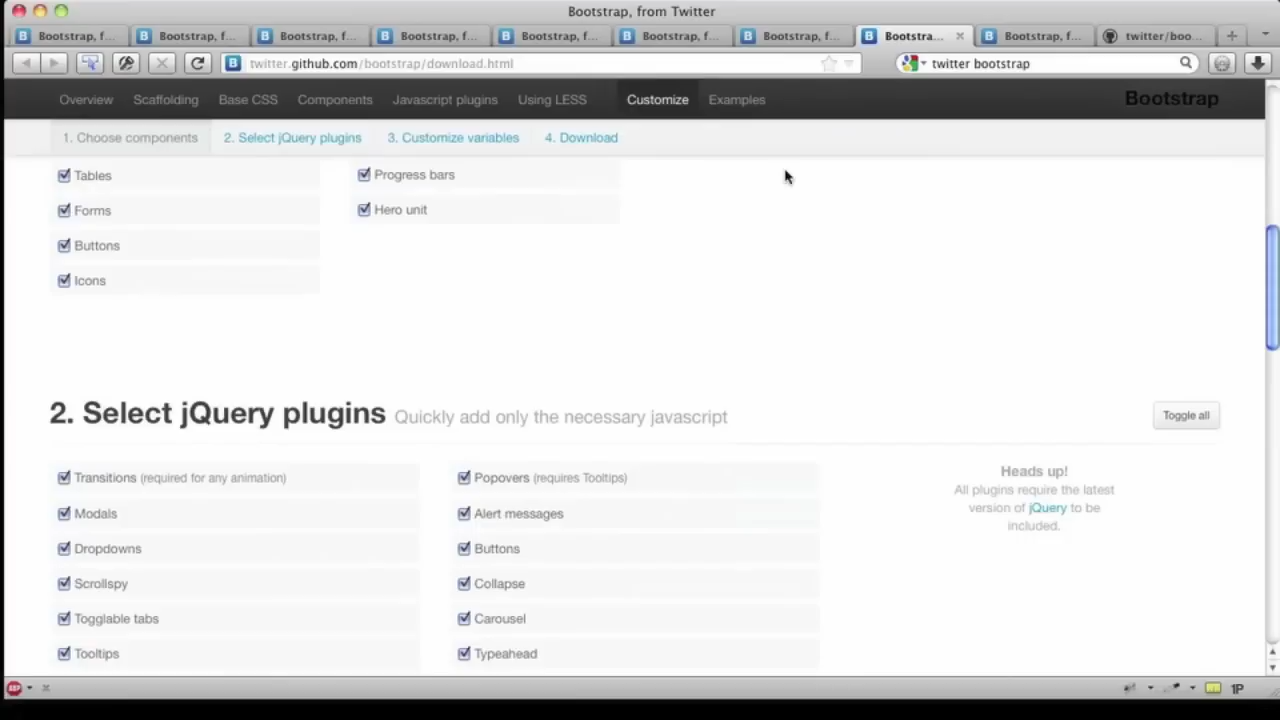 Bootstrap, from Twitter
Bootstrap, f... Bootstrap, f... Bootstrap, f... Bootstrap, f... Bootstrap, f... Bootstrap, f... Bootstrap, f... Bootstra... Bootstrap, f... twitter/boo...
twitter.github.com/bootstrap/download.html twitter bootstrap
Overview Scaffolding Base CSS Components Javascript plugins Using LESS Customize Examples Bootstrap
1. Choose components 2. Select jQuery plugins 3. Customize variables 4. Download
Tables Progress bars
Forms Hero unit
Buttons
Icons
2. Select jQuery plugins Quickly add only the necessary javascript Toggle all
Transitions (required for any animation) Popovers (requires Tooltips)
Modals Alert messages
Dropdowns Buttons
Scrollspy Collapse
Togglable tabs Carousel
Tooltips Typeahead
Heads up!
All plugins require the latest
version of jQuery to be
included.
ABP 1P